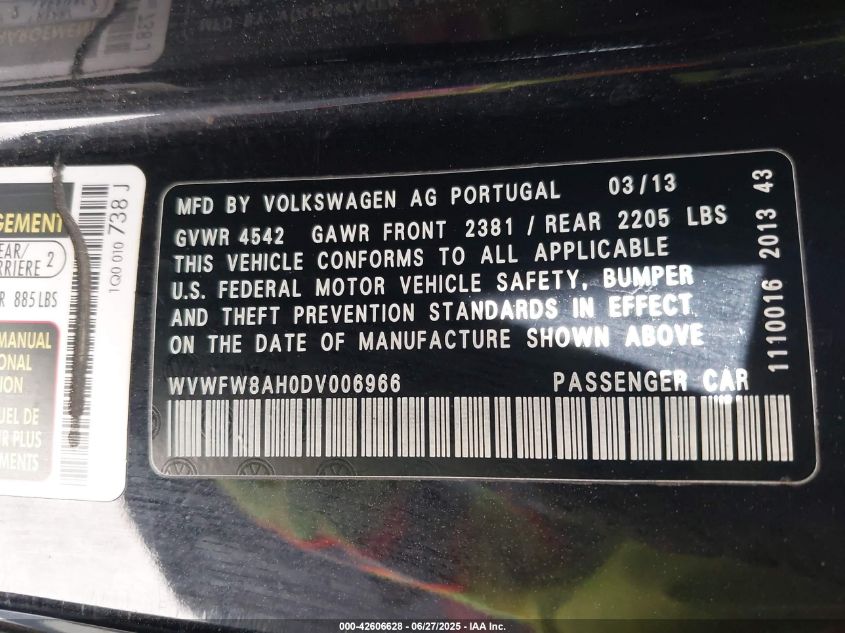 MFD BY VOLKSWAGEN AG PORTUGAL 03/13
GVWR 4542 GAWR FRONT 2381 / REAR 2205 LBS
THIS VEHICLE CONFORMS TO ALL APPLICABLE
U.S. FEDERAL MOTOR VEHICLE SAFETY, BUMPER
AND THEFT PREVENTION STANDARDS IN EFFECT
ON THE DATE OF MANUFACTURE SHOWN ABOVE
WVWFW8AH0DV006966 PASSENGER CAR
1110016 2013 43
GEMENT
EAR/
RRIERE 2
R 885 LBS
1Q0 010 738 J
MANUAL
ONAL
TION
UEL DE
R PLUS
EMENTS
000-42606628 - 06/27/2025 - IAA Inc.